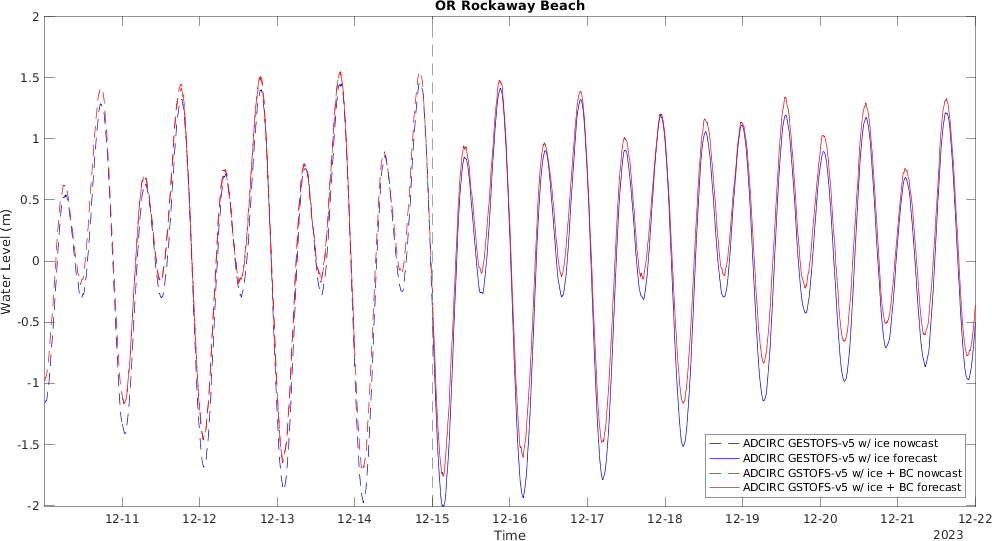 OR Rockaway Beach
2
1.5
1
0.5
0
-0.5
-1
-1.5
-2
Water Level (m)
ADCIRC GESTOFS-v5 w/ ice nowcast
ADCIRC GESTOFS-v5 w/ ice forecast
ADCIRC GSTOFS-v5 w/ ice + BC nowcast
ADCIRC GSTOFS-v5 w/ ice + BC forecast
12-11 12-12 12-13 12-14 12-15 12-16 12-17 12-18 12-19 12-20 12-21 12-22
Time
2023